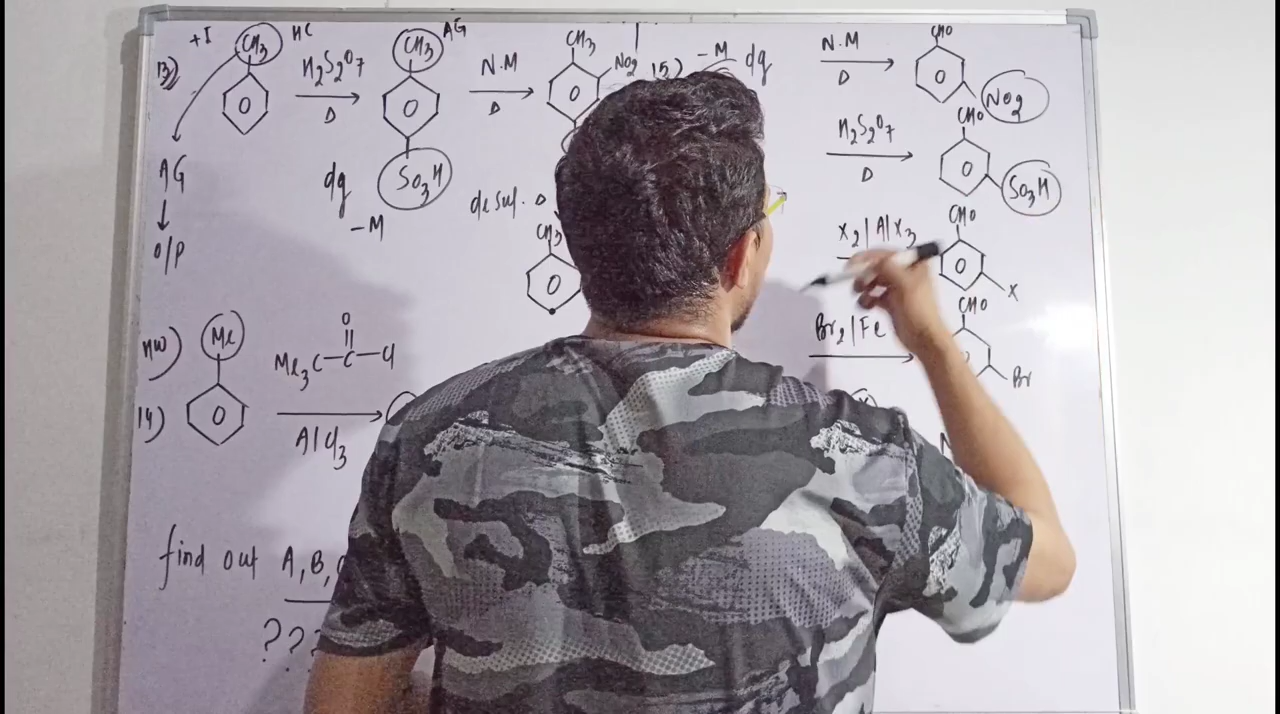 13)
+I
CH3
HC
H2S2O7
Δ
CH3
AG
SO3H
dg
-M
N.M
Δ
CH3
NO2
AG
O/P
desul. Δ
CH3
HW)
14)
Me
Me3C-C-Cl
O
AlCl3
find out A, B,
???
15)
-M
dg
N.M
Δ
CHO
NO2
H2S2O7
Δ
CHO
SO3H
X2 | AlX3
CHO
X
Br2 | Fe
CHO
Br